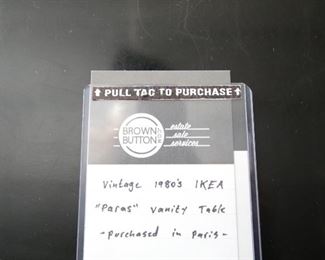 ↑ PULL TAG TO PURCHASE ↑
BROWN
BUTTON
estate
sale
services
Vintage 1980's IKEA
"Paras" Vanity Table
- Purchased in Paris -